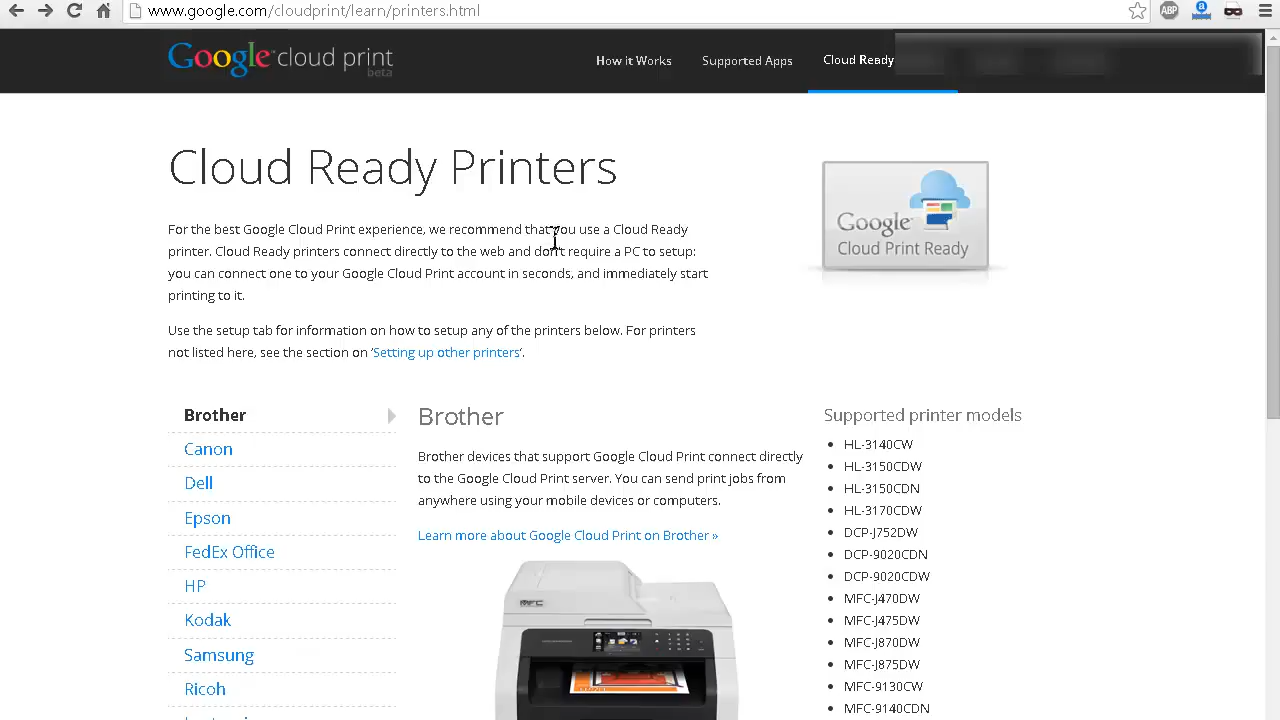 www.google.com/cloudprint/learn/printers.html
ABP
a
Google cloud print
beta
How it Works
Supported Apps
Cloud Ready
Cloud Ready Printers
Google
Cloud Print Ready
For the best Google Cloud Print experience, we recommend that you use a Cloud Ready
printer. Cloud Ready printers connect directly to the web and don't require a PC to setup:
you can connect one to your Google Cloud Print account in seconds, and immediately start
printing to it.
Use the setup tab for information on how to setup any of the printers below. For printers
not listed here, see the section on ‘Setting up other printers’.
Brother
Canon
Dell
Epson
FedEx Office
HP
Kodak
Samsung
Ricoh
Brother
Brother devices that support Google Cloud Print connect directly
to the Google Cloud Print server. You can send print jobs from
anywhere using your mobile devices or computers.
Learn more about Google Cloud Print on Brother »
MFC
Supported printer models
HL-3140CW
HL-3150CDW
HL-3150CDN
HL-3170CDW
DCP-J752DW
DCP-9020CDN
DCP-9020CDW
MFC-J470DW
MFC-J475DW
MFC-J870DW
MFC-J875DW
MFC-9130CW
MFC-9140CDN